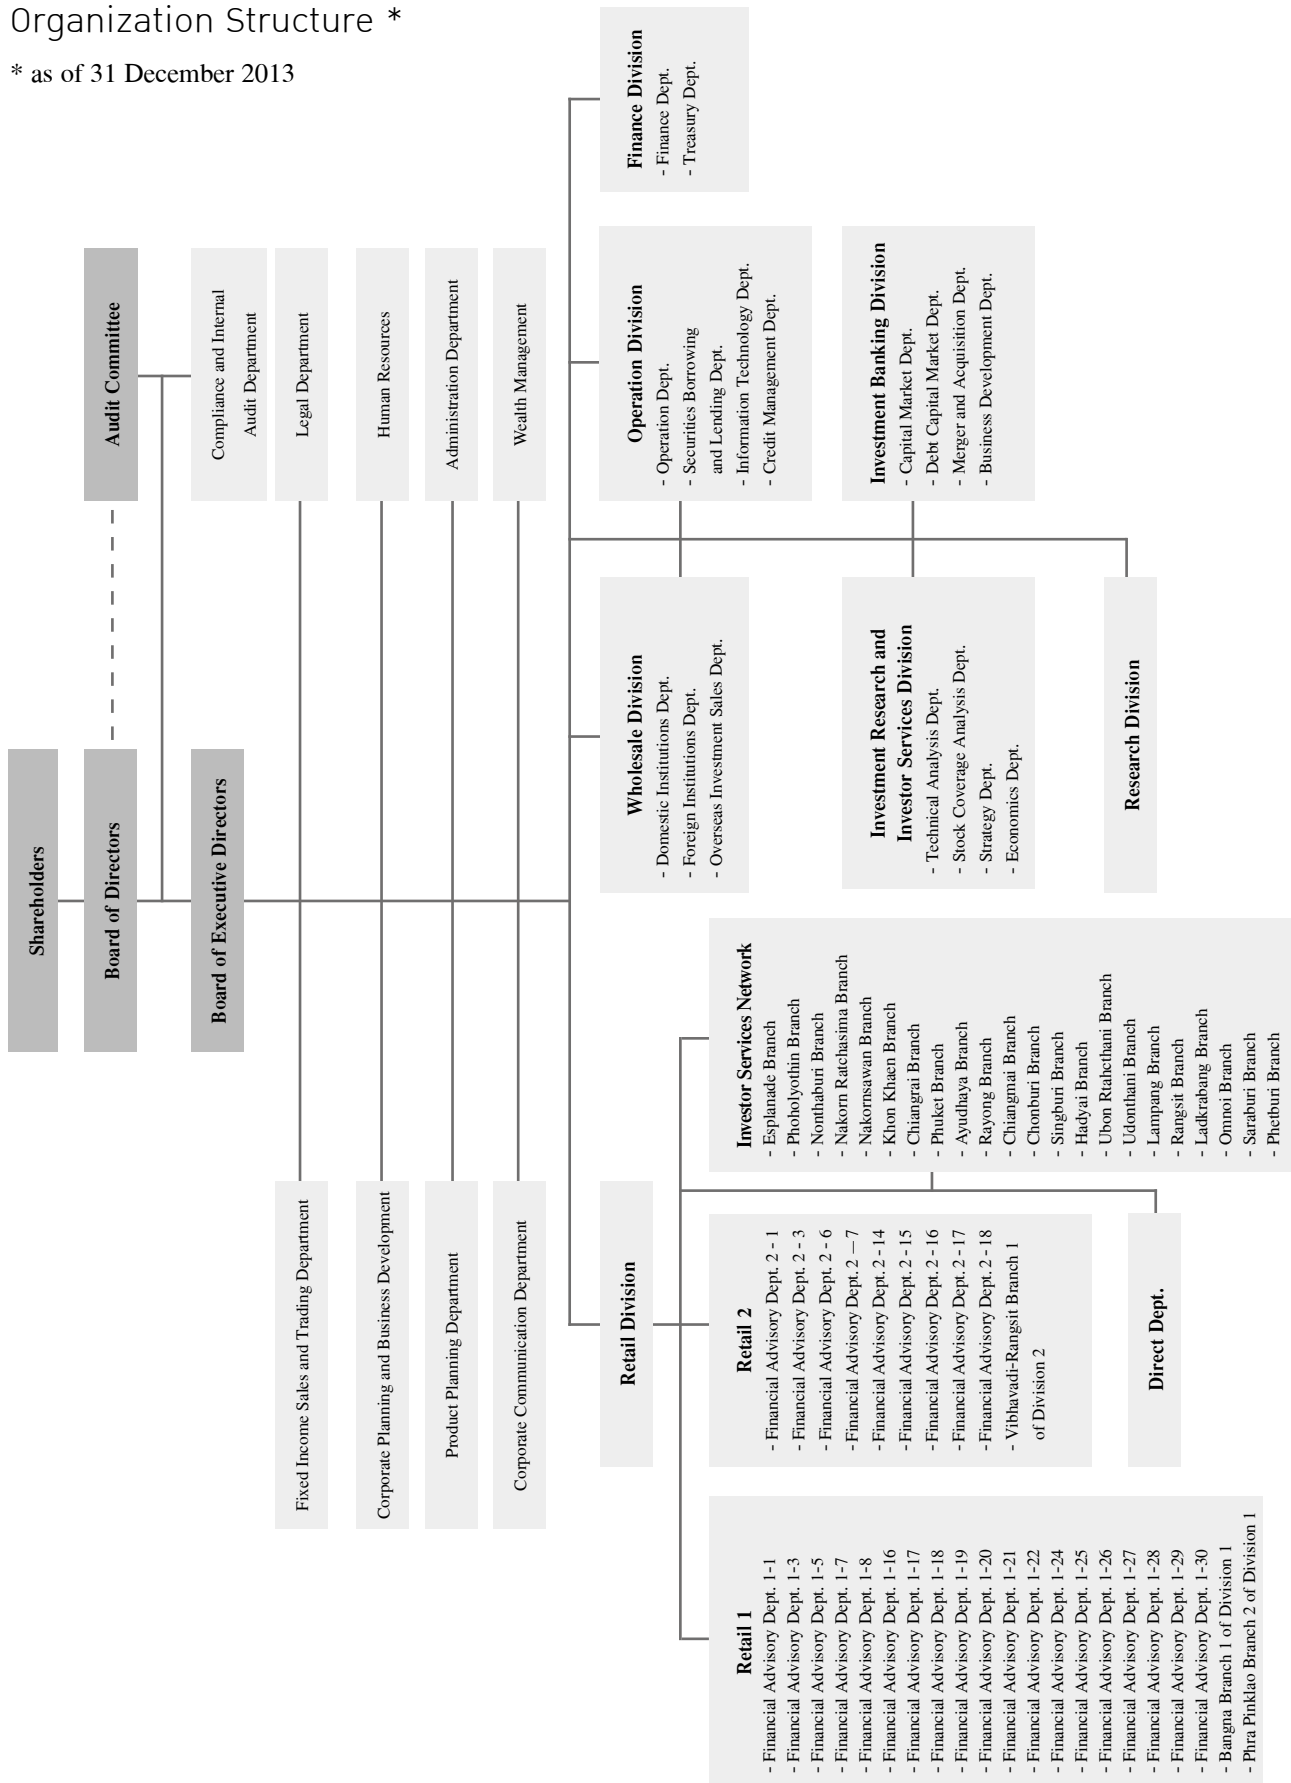 Organization Structure *
* as of 31 December 2013
Shareholders
Board of Directors
Audit Committee
Board of Executive Directors
Compliance and Internal
Audit Department
Fixed Income Sales and Trading Department
Legal Department
Corporate Planning and Business Development
Human Resources
Product Planning Department
Administration Department
Corporate Communication Department
Wealth Management
Retail Division
Retail 1
- Financial Advisory Dept. 1-1
- Financial Advisory Dept. 1-3
- Financial Advisory Dept. 1-5
- Financial Advisory Dept. 1-7
- Financial Advisory Dept. 1-8
- Financial Advisory Dept. 1-16
- Financial Advisory Dept. 1-17
- Financial Advisory Dept. 1-18
- Financial Advisory Dept. 1-19
- Financial Advisory Dept. 1-20
- Financial Advisory Dept. 1-21
- Financial Advisory Dept. 1-22
- Financial Advisory Dept. 1-24
- Financial Advisory Dept. 1-25
- Financial Advisory Dept. 1-26
- Financial Advisory Dept. 1-27
- Financial Advisory Dept. 1-28
- Financial Advisory Dept. 1-29
- Financial Advisory Dept. 1-30
- Bangna Branch 1 of Division 1
- Phra Pinklao Branch 2 of Division 1
Retail 2
- Financial Advisory Dept. 2 - 1
- Financial Advisory Dept. 2 - 3
- Financial Advisory Dept. 2 - 6
- Financial Advisory Dept. 2 — 7
- Financial Advisory Dept. 2 - 14
- Financial Advisory Dept. 2 - 15
- Financial Advisory Dept. 2 - 16
- Financial Advisory Dept. 2 - 17
- Financial Advisory Dept. 2 - 18
- Vibhavadi-Rangsit Branch 1
of Division 2
Direct Dept.
Investor Services Network
- Esplanade Branch
- Phoholyothin Branch
- Nonthaburi Branch
- Nakorn Ratchasima Branch
- Nakornsawan Branch
- Khon Khaen Branch
- Chiangrai Branch
- Phuket Branch
- Ayudhaya Branch
- Rayong Branch
- Chiangmai Branch
- Chonburi Branch
- Singburi Branch
- Hadyai Branch
- Ubon Rtahcthani Branch
- Udonthani Branch
- Lampang Branch
- Rangsit Branch
- Ladkrabang Branch
- Omnoi Branch
- Saraburi Branch
- Phetburi Branch
Wholesale Division
- Domestic Institutions Dept.
- Foreign Institutions Dept.
- Overseas Investment Sales Dept.
Investment Research and
Investor Services Division
- Technical Analysis Dept.
- Stock Coverage Analysis Dept.
- Strategy Dept.
- Economics Dept.
Research Division
Operation Division
- Operation Dept.
- Securities Borrowing
and Lending Dept.
- Information Technology Dept.
- Credit Management Dept.
Investment Banking Division
- Capital Market Dept.
- Debt Capital Market Dept.
- Merger and Acquisition Dept.
- Business Development Dept.
Finance Division
- Finance Dept.
- Treasury Dept.